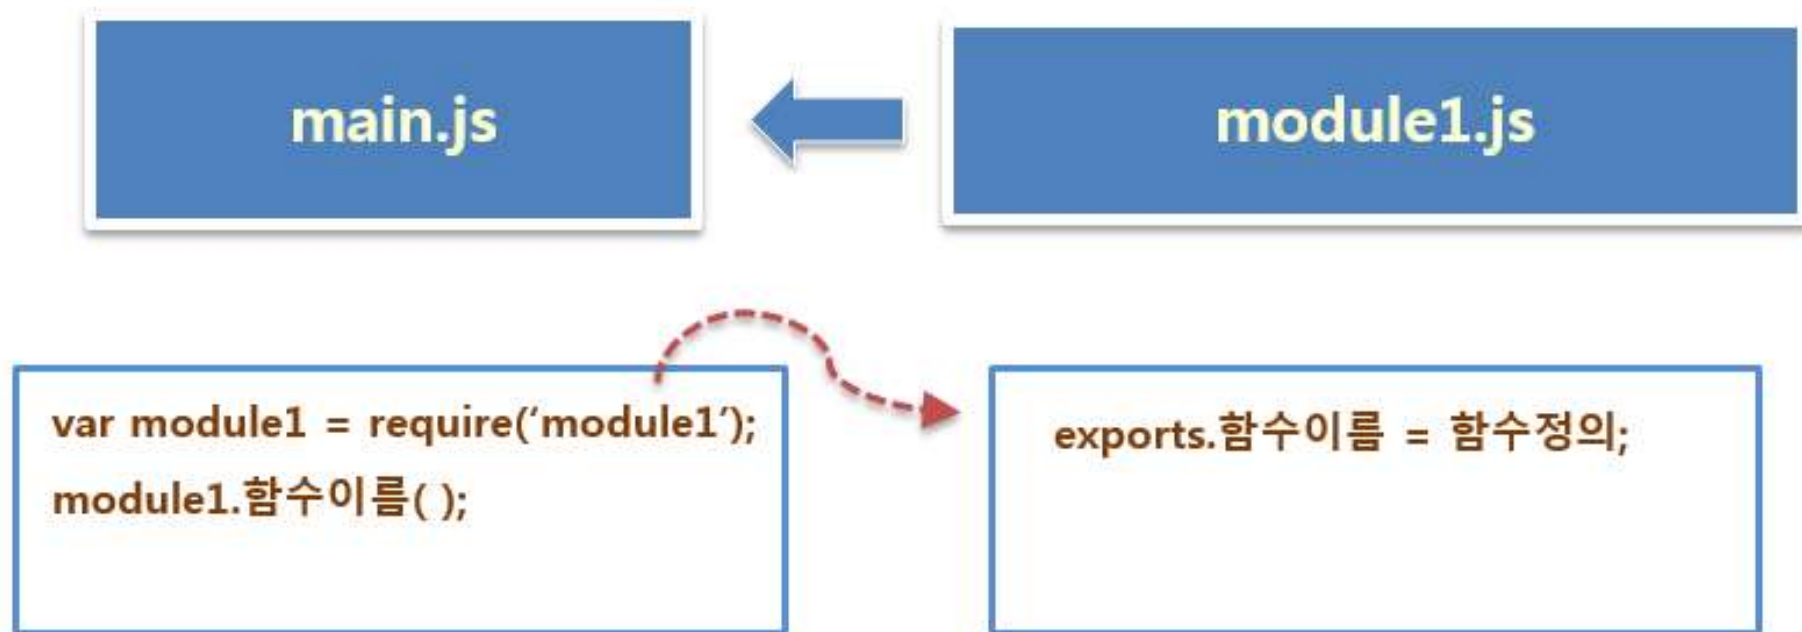 main.js
module1.js
var module1 = require(‘module1’);
module1.함수이름( );
exports.함수이름 = 함수정의;